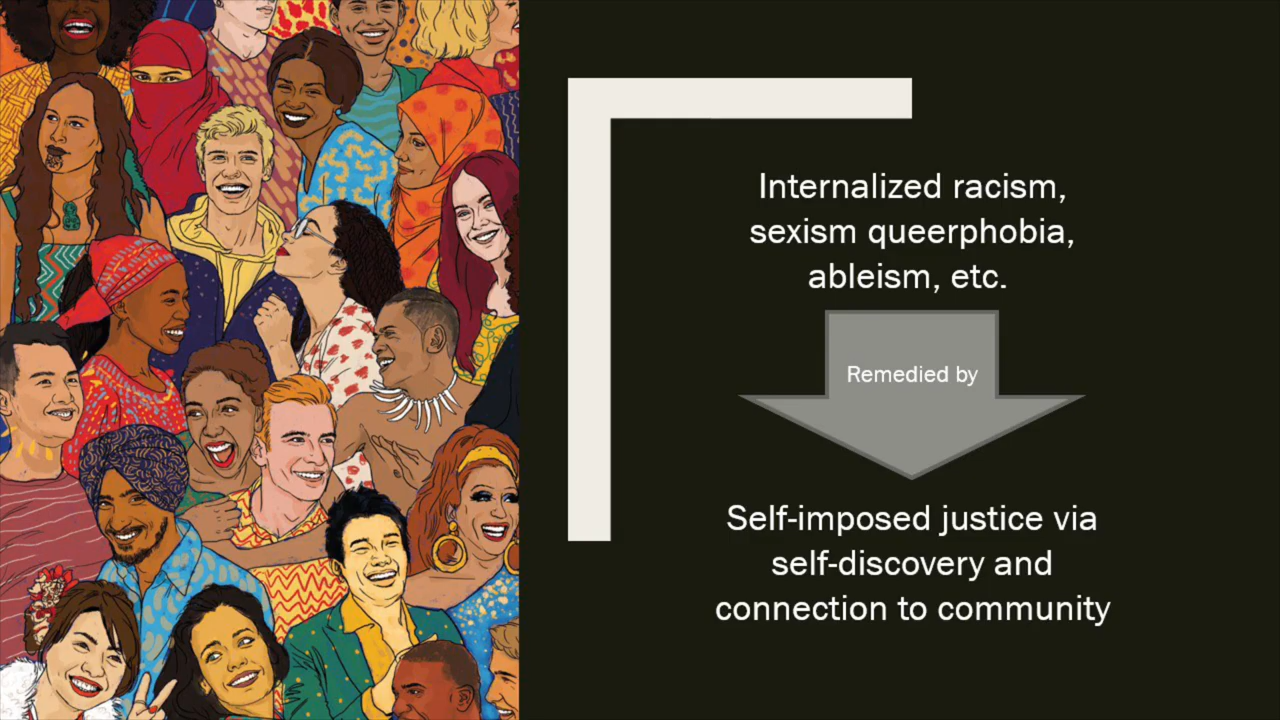 Internalized racism,
sexism queerphobia,
ableism, etc.
Remedied by
Self-imposed justice via
self-discovery and
connection to community